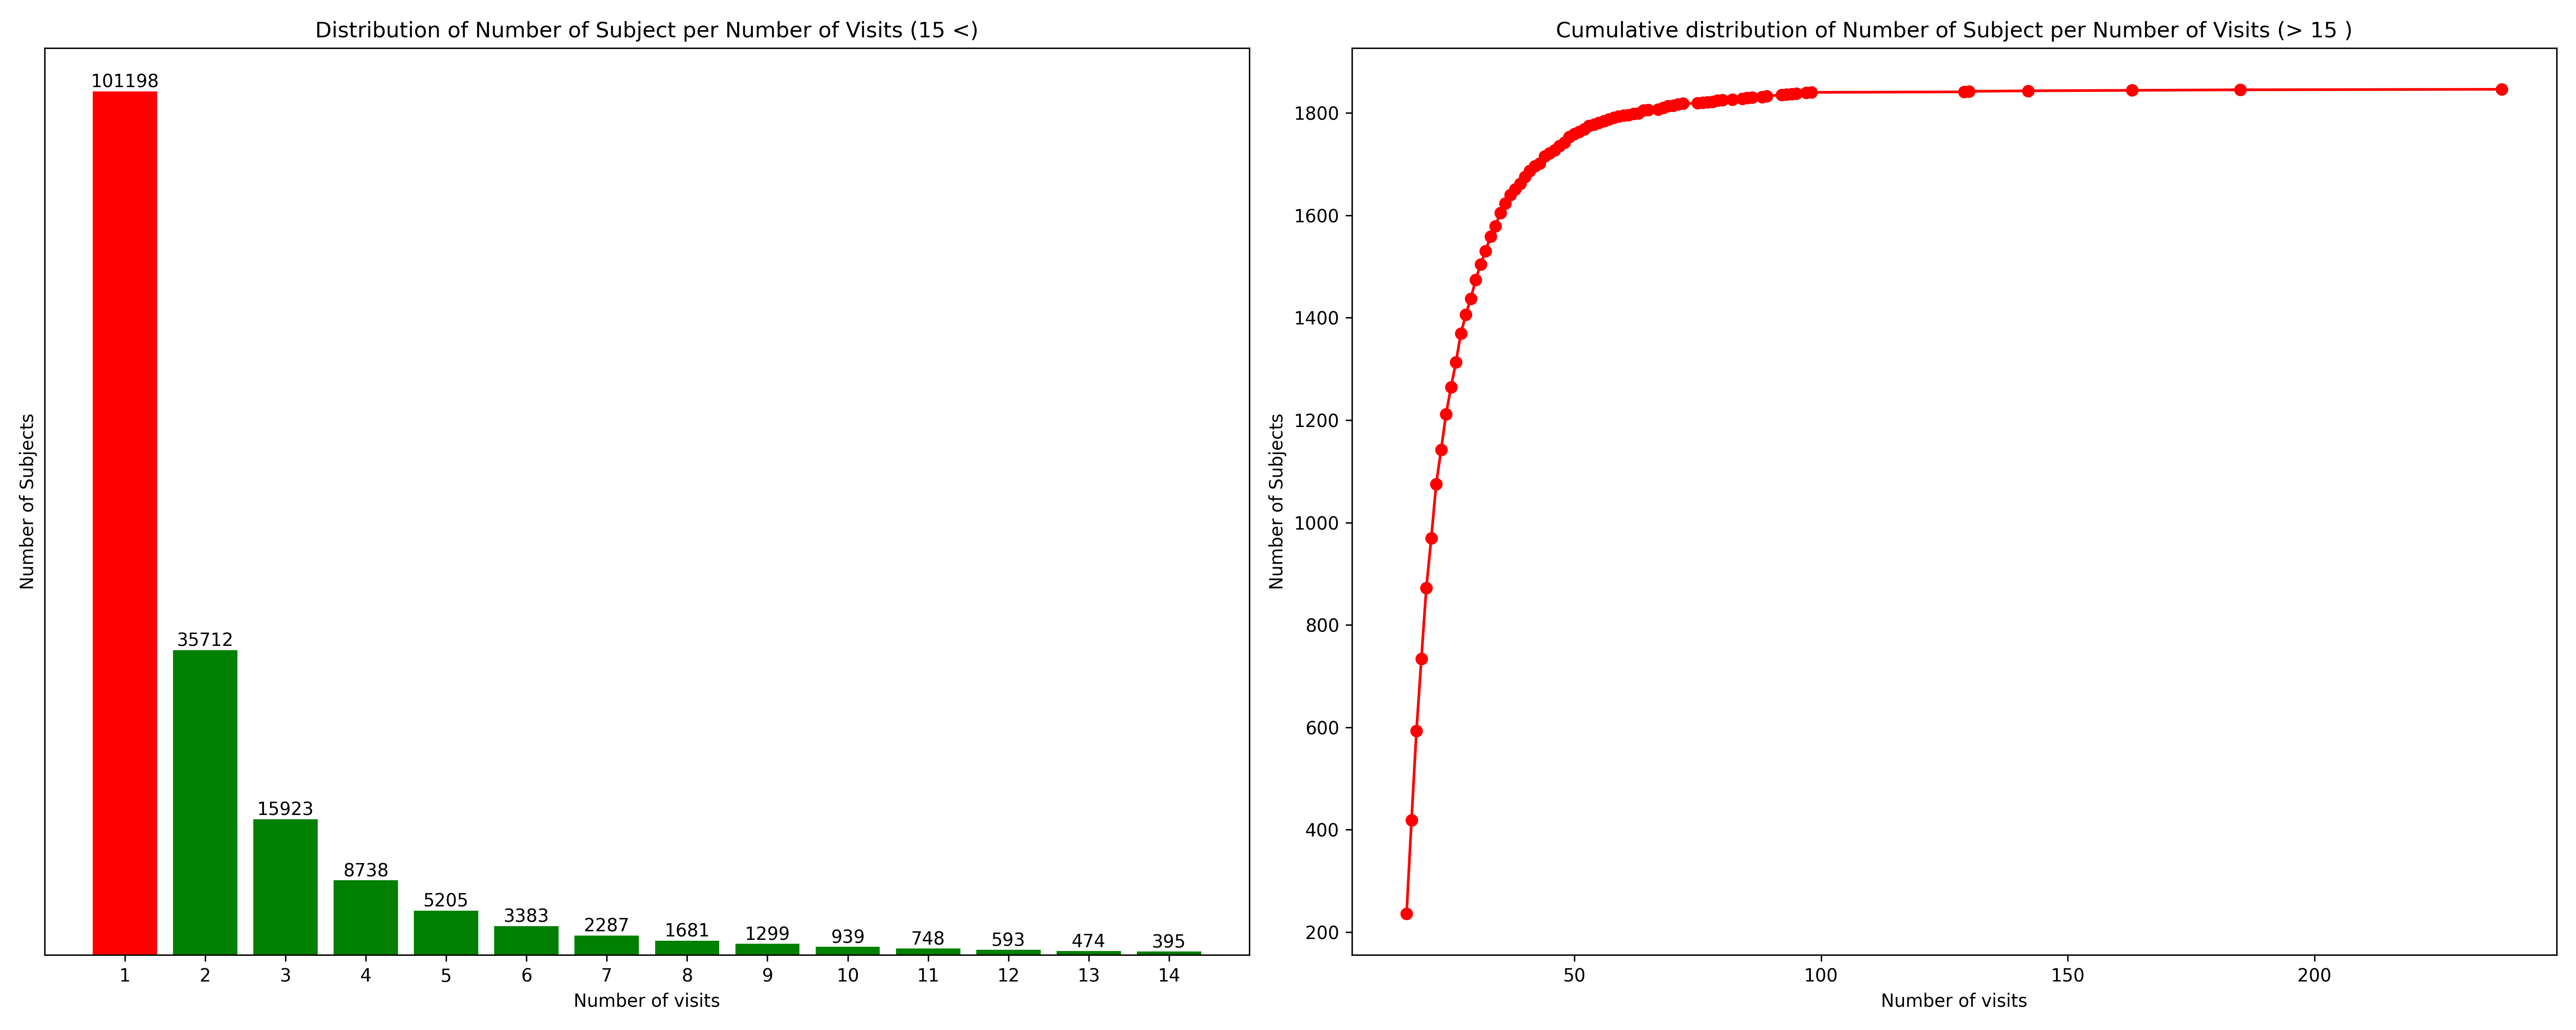 Distribution of Number of Subject per Number of Visits (15 <)
101198
35712
15923
8738
5205
3383
2287
1681
1299
939
748
593
474
395
Number of Subjects
1 2 3 4 5 6 7 8 9 10 11 12 13 14
Number of visits
Cumulative distribution of Number of Subject per Number of Visits (> 15 )
1800
1600
1400
1200
1000
800
600
400
200
Number of Subjects
50 100 150 200
Number of visits